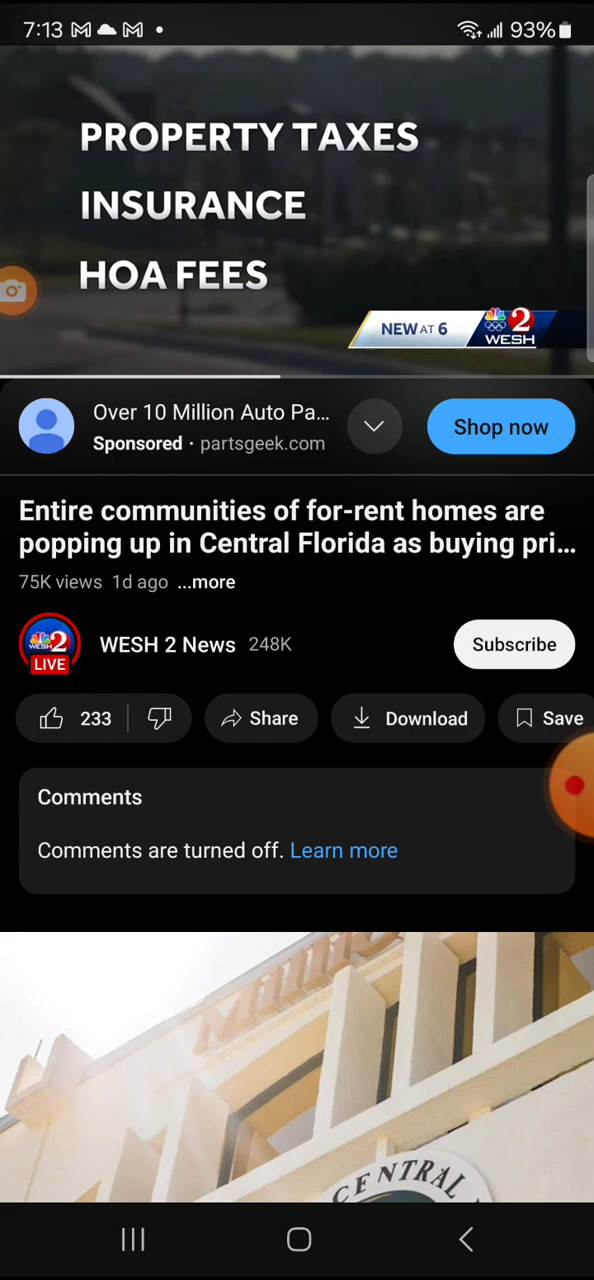 7:13
93%
PROPERTY TAXES
INSURANCE
HOA FEES
NEW AT 6
2
WESH
Over 10 Million Auto Pa...
Sponsored · partsgeek.com
Shop now
Entire communities of for-rent homes are
popping up in Central Florida as buying pri...
75K views 1d ago ...more
WESH 2
LIVE
WESH 2 News 248K
Subscribe
233
Share
Download
Save
Comments
Comments are turned off. Learn more
CENTRAL